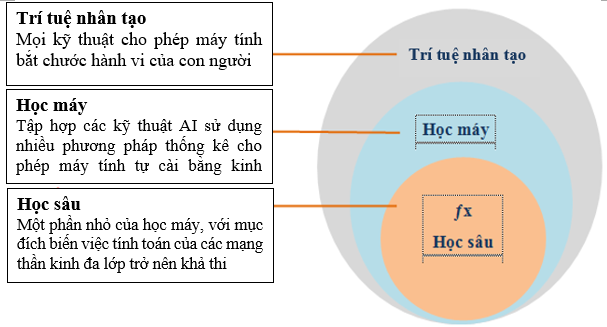 Trí tuệ nhân tạo
Mọi kỹ thuật cho phép máy tính
bắt chước hành vi của con người
Học máy
Tập hợp các kỹ thuật AI sử dụng
nhiều phương pháp thống kê cho
phép máy tính tự cải bằng kinh
Học sâu
Một phần nhỏ của học máy, với mục
đích biến việc tính toán của các mạng
thần kinh đa lớp trở nên khả thi
Trí tuệ nhân tạo
Học máy
ƒx
Học sâu